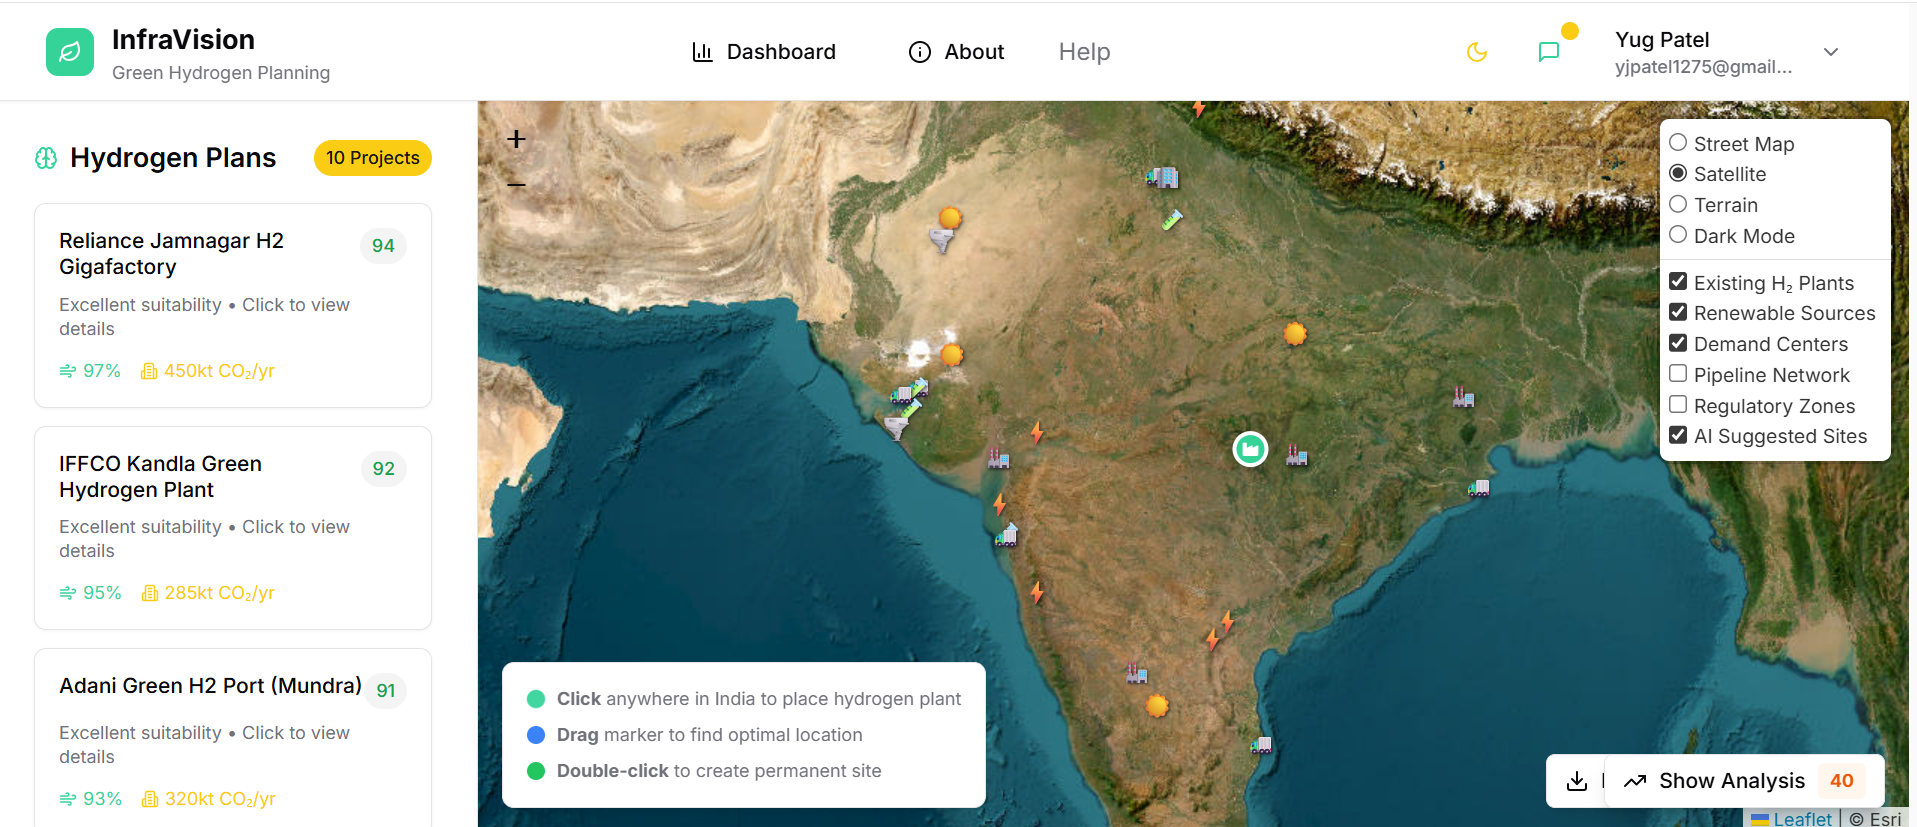 InfraVision
Green Hydrogen Planning
Dashboard
About
Help
Yug Patel
yjpatel1275@gmail...
Hydrogen Plans
10 Projects
Reliance Jamnagar H2
Gigafactory
94
Excellent suitability • Click to view
details
97%
450kt CO₂/yr
IFFCO Kandla Green
Hydrogen Plant
92
Excellent suitability • Click to view
details
95%
285kt CO₂/yr
Adani Green H2 Port (Mundra)
91
Excellent suitability • Click to view
details
93%
320kt CO₂/yr
+
−
Street Map
Satellite
Terrain
Dark Mode
Existing H₂ Plants
Renewable Sources
Demand Centers
Pipeline Network
Regulatory Zones
AI Suggested Sites
Click anywhere in India to place hydrogen plant
Drag marker to find optimal location
Double-click to create permanent site
Show Analysis
40
Leaflet | © Esri